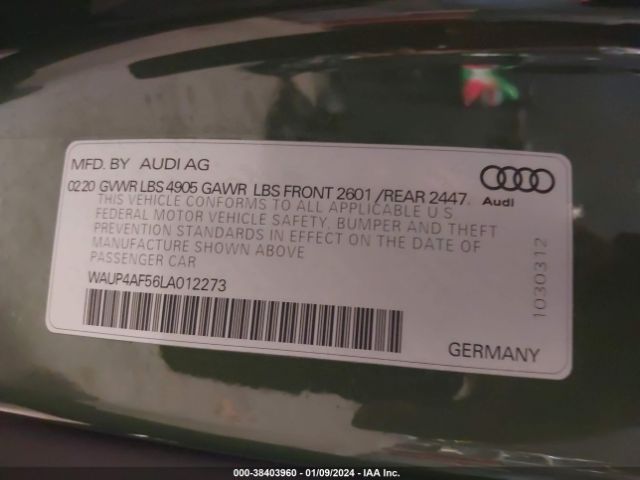 MFD. BY AUDI AG
02.20 GVWR LBS 4905 GAWR LBS FRONT 2601 /REAR 2447
THIS VEHICLE CONFORMS TO ALL APPLICABLE U S
FEDERAL MOTOR VEHICLE SAFETY, BUMPER AND THEFT
PREVENTION STANDARDS IN EFFECT ON THE DATE OF
MANUFACTURE SHOWN ABOVE
PASSENGER CAR
WAUP4AF56LA012273
Audi
1030312
GERMANY
000-38403960 - 01/09/2024 - IAA Inc.